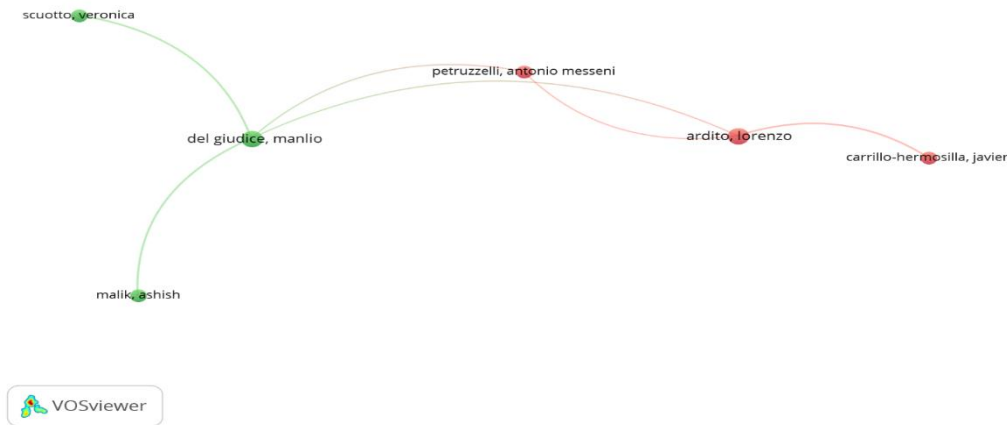 scuotto, veronica
petruzzelli, antonio messeni
del giudice, manlio
ardito, lorenzo
carrillo-hermosilla, javier
malik, ashish
VOSviewer